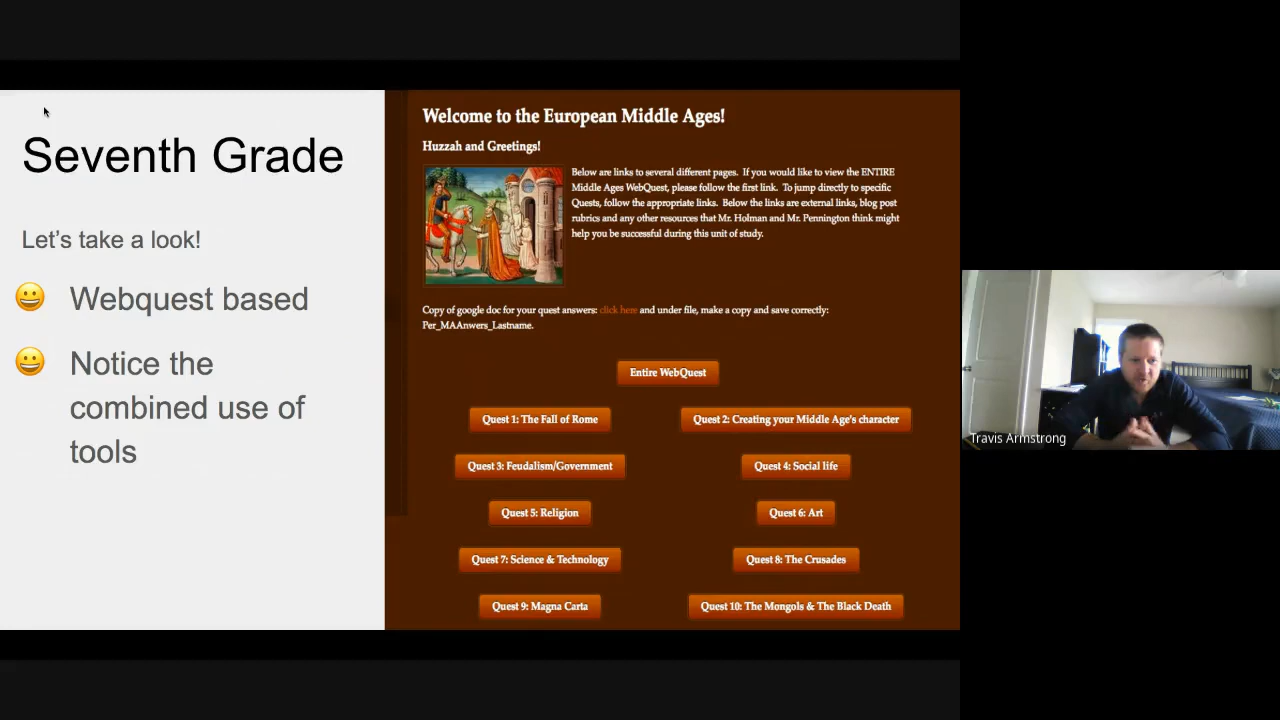 Seventh Grade
Let's take a look!
😀 Webquest based
😀 Notice the
combined use of
tools
Welcome to the European Middle Ages!
Huzzah and Greetings!
Below are links to several different pages. If you would like to view the ENTIRE
Middle Ages WebQuest, please follow the first link. To jump directly to specific
Quests, follow the appropriate links. Below the links are external links, blog post
rubrics and any other resources that Mr. Holman and Mr. Pennington think might
help you be successful during this unit of study.
Copy of google doc for your quest answers: click here and under file, make a copy and save correctly:
Per_MAAnwers_Lastname.
Entire WebQuest
Quest 1: The Fall of Rome
Quest 2: Creating your Middle Age's character
Quest 3: Feudalism/Government
Quest 4: Social life
Quest 5: Religion
Quest 6: Art
Quest 7: Science & Technology
Quest 8: The Crusades
Quest 9: Magna Carta
Quest 10: The Mongols & The Black Death
Travis Armstrong